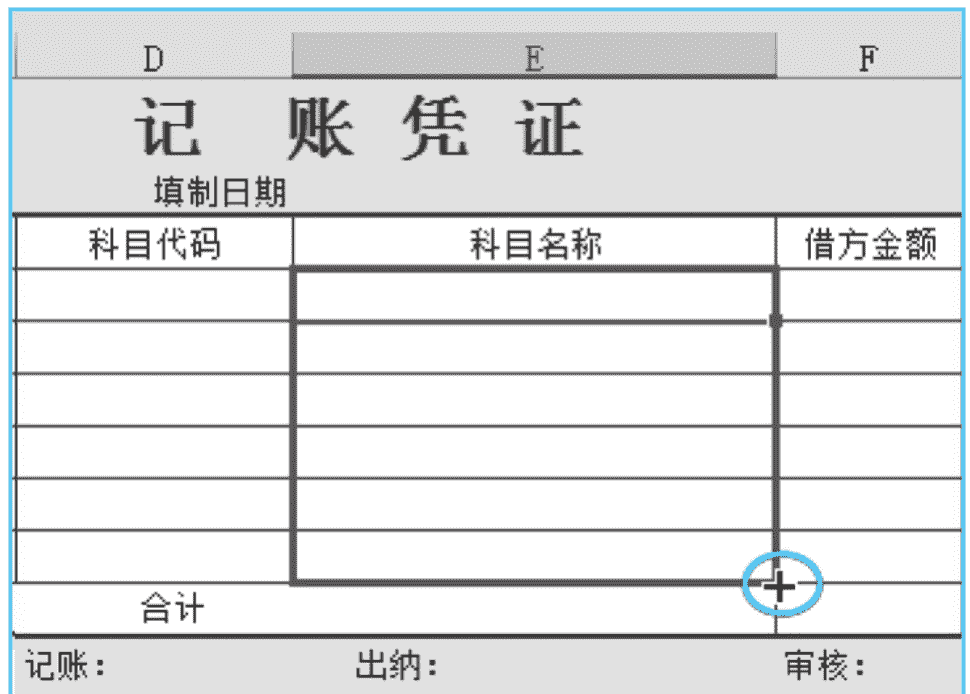 D E F
记 账 凭 证
填制日期
科目代码 科目名称 借方金额
合计
记账： 出纳： 审核：